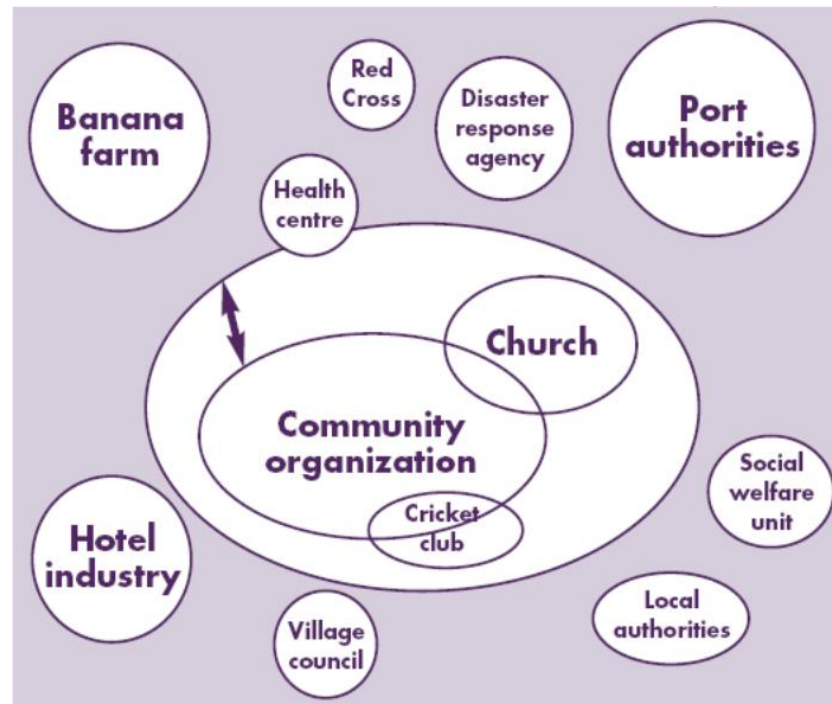 Banana
farm
Red
Cross
Disaster
response
agency
Port
authorities
Health
centre
Church
Community
organization
Cricket
club
Social
welfare
unit
Hotel
industry
Village
council
Local
authorities